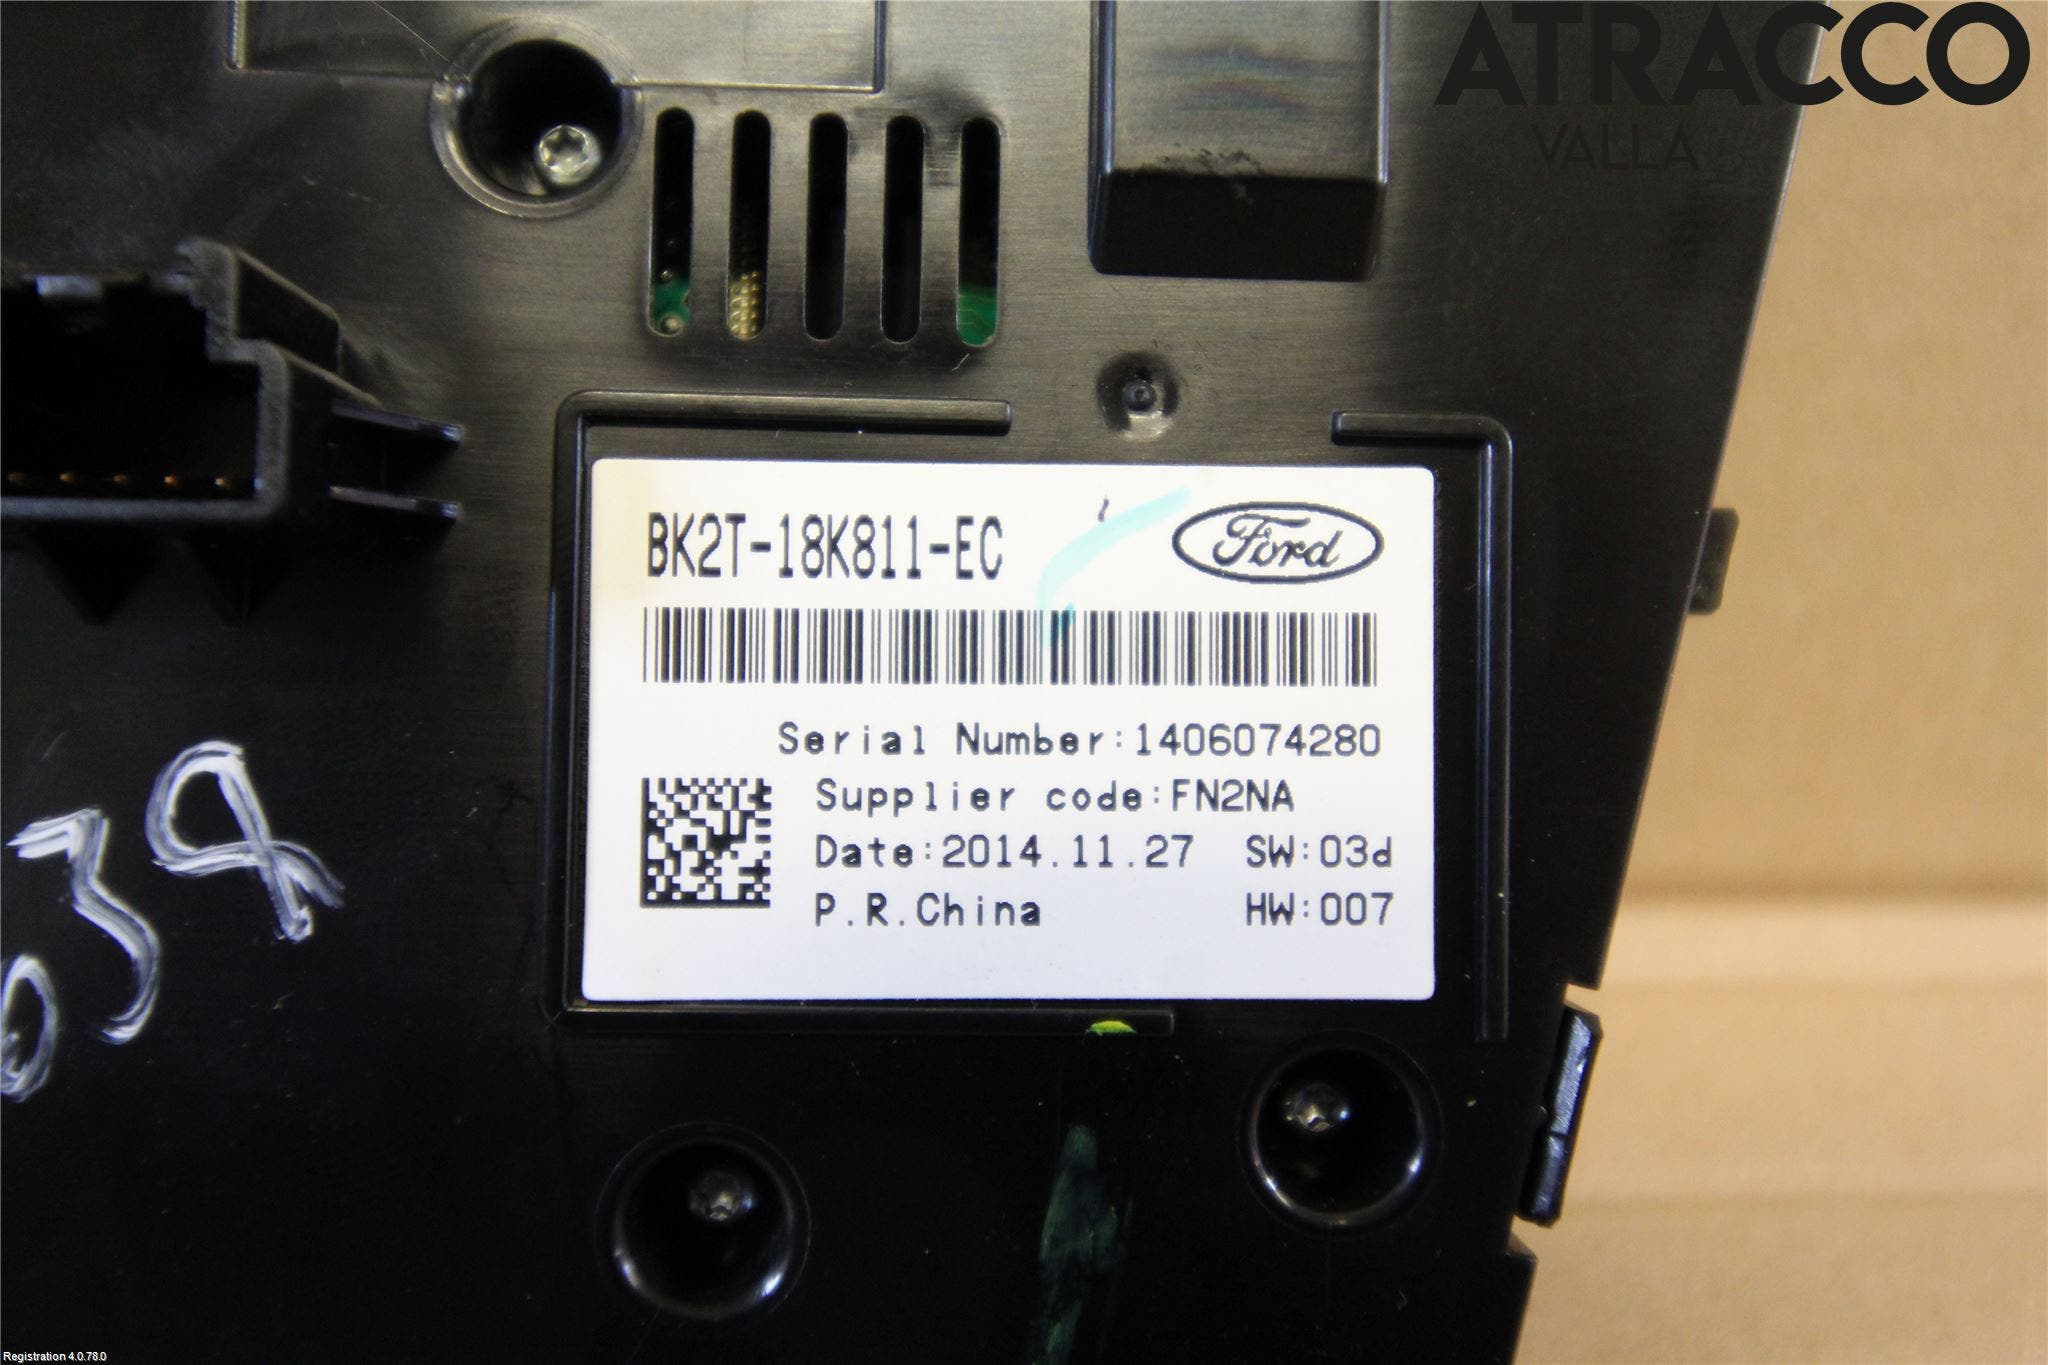 ATRACCO
VALLA
BK2T-18K811-EC
Ford
Serial Number:1406074280
Supplier code:FN2NA
Date:2014.11.27 SW:03d
P.R.China HW:007
Registration 4.0.78.0